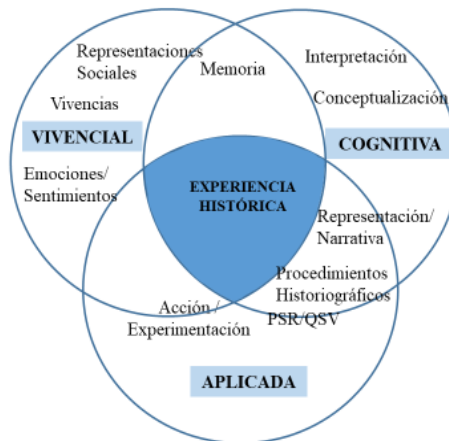 Representaciones
Sociales
Memoria
Interpretación
Vivencias
Conceptualización
VIVENCIAL
COGNITIVA
Emociones/
Sentimientos
EXPERIENCIA
HISTÓRICA
Representación/
Narrativa
Procedimientos
Historiográficos
PSR/QSV
Acción /
Experimentación
APLICADA